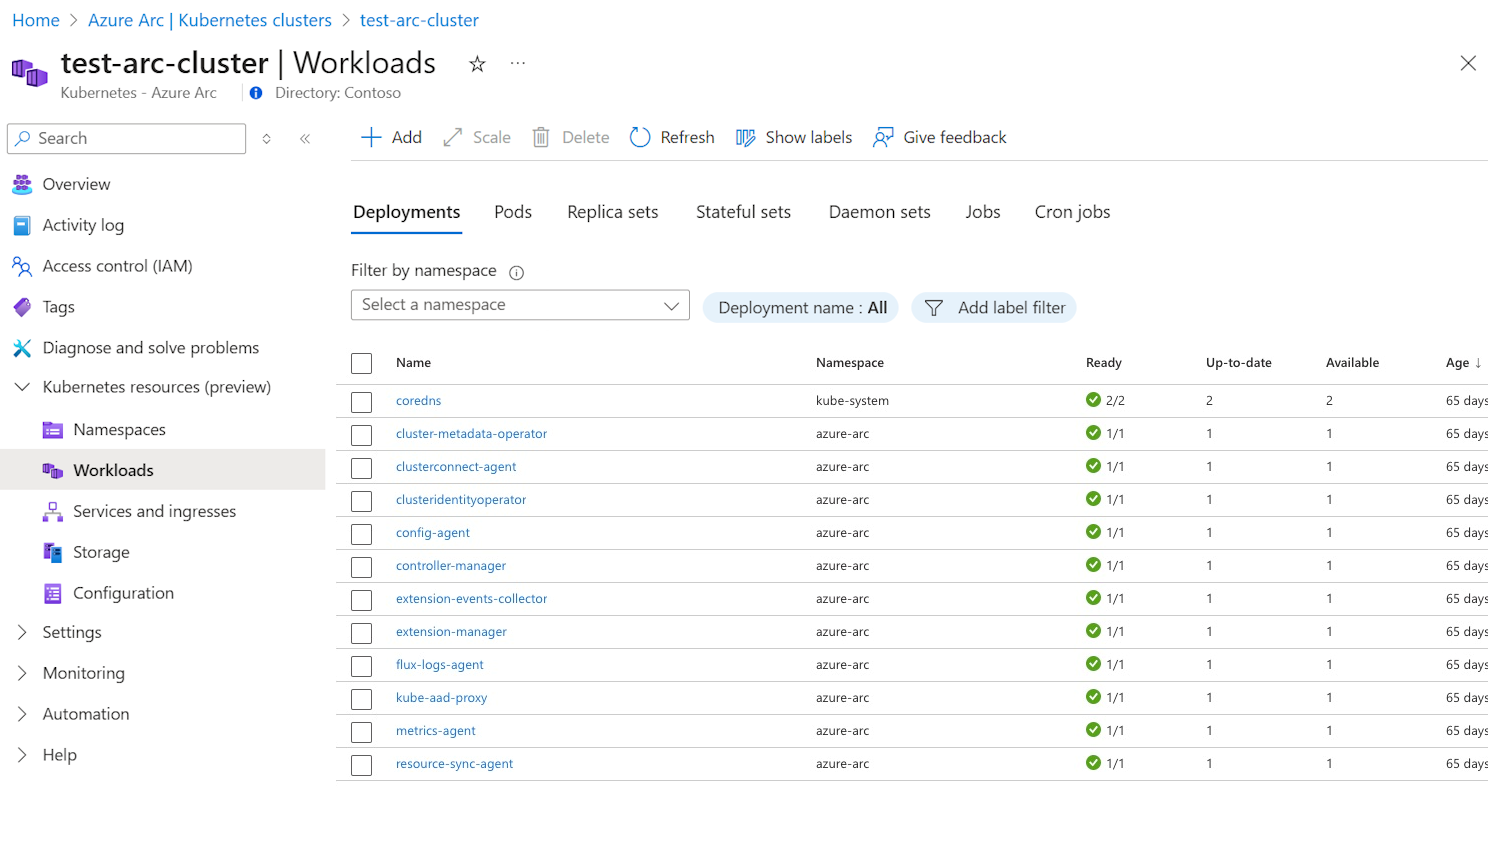 Home > Azure Arc | Kubernetes clusters > test-arc-cluster
test-arc-cluster | Workloads ☆ ···
Kubernetes - Azure Arc Directory: Contoso
Search
Overview
Activity log
Access control (IAM)
Tags
Diagnose and solve problems
Kubernetes resources (preview)
Namespaces
Workloads
Services and ingresses
Storage
Configuration
Settings
Monitoring
Automation
Help
Add Scale Delete Refresh Show labels Give feedback
Deployments Pods Replica sets Stateful sets Daemon sets Jobs Cron jobs
Filter by namespace
Select a namespace Deployment name : All Add label filter
Name Namespace Ready Up-to-date Available Age ↓
coredns kube-system 2/2 2 2 65 days
cluster-metadata-operator azure-arc 1/1 1 1 65 days
clusterconnect-agent azure-arc 1/1 1 1 65 days
clusteridentityoperator azure-arc 1/1 1 1 65 days
config-agent azure-arc 1/1 1 1 65 days
controller-manager azure-arc 1/1 1 1 65 days
extension-events-collector azure-arc 1/1 1 1 65 days
extension-manager azure-arc 1/1 1 1 65 days
flux-logs-agent azure-arc 1/1 1 1 65 days
kube-aad-proxy azure-arc 1/1 1 1 65 days
metrics-agent azure-arc 1/1 1 1 65 days
resource-sync-agent azure-arc 1/1 1 1 65 days